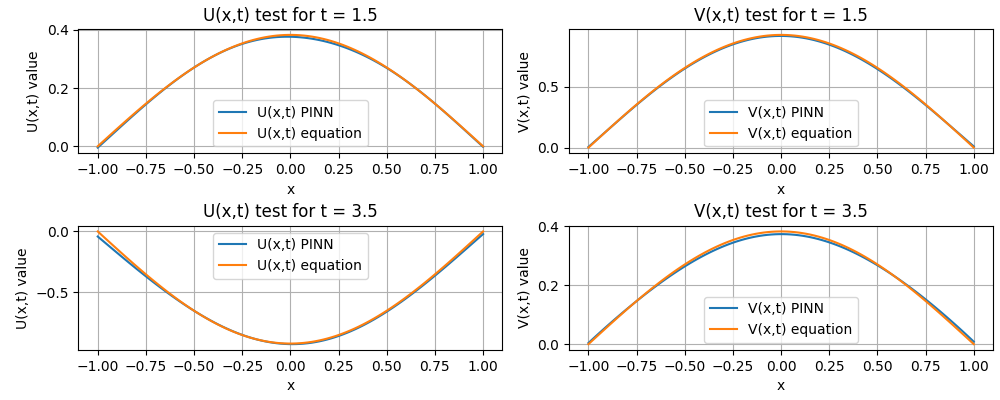 U(x,t) test for t = 1.5
U(x,t) value
0.4
0.2
0.0
U(x,t) PINN
U(x,t) equation
−1.00 −0.75 −0.50 −0.25 0.00 0.25 0.50 0.75 1.00
x
V(x,t) test for t = 1.5
V(x,t) value
0.5
0.0
V(x,t) PINN
V(x,t) equation
−1.00 −0.75 −0.50 −0.25 0.00 0.25 0.50 0.75 1.00
x
U(x,t) test for t = 3.5
U(x,t) value
0.0
−0.5
U(x,t) PINN
U(x,t) equation
−1.00 −0.75 −0.50 −0.25 0.00 0.25 0.50 0.75 1.00
x
V(x,t) test for t = 3.5
V(x,t) value
0.4
0.2
0.0
V(x,t) PINN
V(x,t) equation
−1.00 −0.75 −0.50 −0.25 0.00 0.25 0.50 0.75 1.00
x